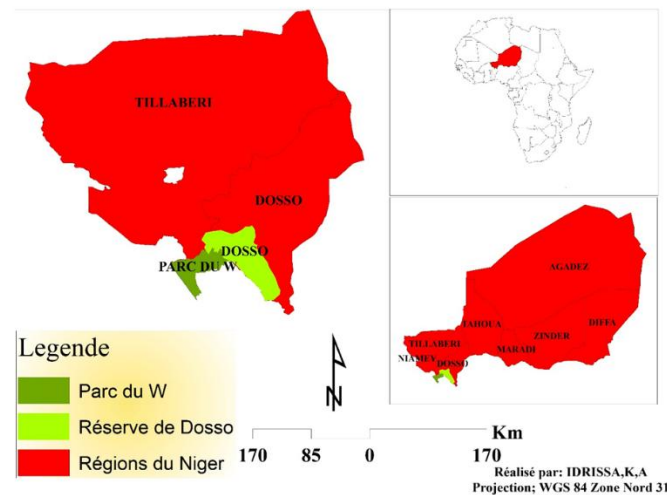 TILLABERI
DOSSO
DOSSO
PARC DU W
AGADEZ
TAHOUA
DIFFA
ZINDER
TILLABERI
MARADI
NIAMEY
DOSSO
Legende
Parc du W
Réserve de Dosso
Régions du Niger
N
Km
170 85 0 170
Réalisé par: IDRISSA,K,A
Projection; WGS 84 Zone Nord 31